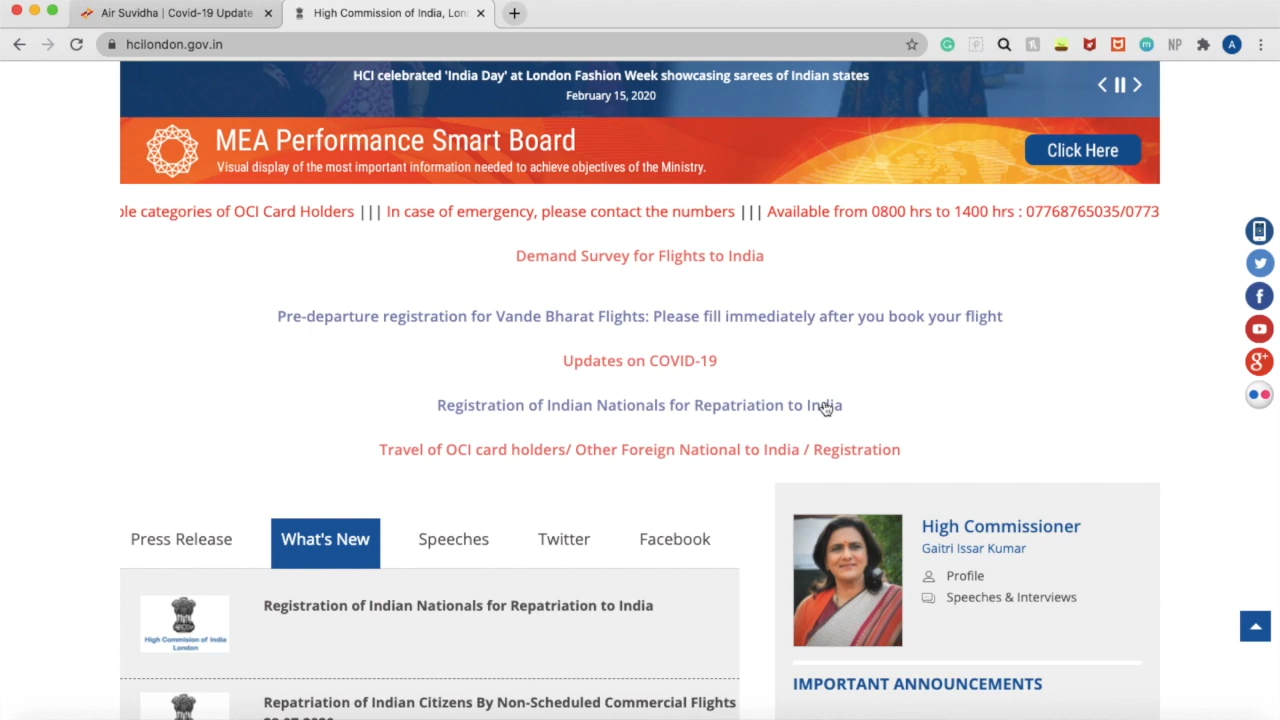 Air Suvidha | Covid-19 Update
High Commission of India, Lon
hcilondon.gov.in
NP
A
HCI celebrated 'India Day' at London Fashion Week showcasing sarees of Indian states
February 15, 2020
MEA Performance Smart Board
Visual display of the most important information needed to achieve objectives of the Ministry.
Click Here
ole categories of OCI Card Holders ||| In case of emergency, please contact the numbers ||| Available from 0800 hrs to 1400 hrs : 07768765035/0773
Demand Survey for Flights to India
Pre-departure registration for Vande Bharat Flights: Please fill immediately after you book your flight
Updates on COVID-19
Registration of Indian Nationals for Repatriation to India
Travel of OCI card holders/ Other Foreign National to India / Registration
Press Release
What's New
Speeches
Twitter
Facebook
High Commissioner
Gaitri Issar Kumar
Profile
Speeches & Interviews
Registration of Indian Nationals for Repatriation to India
High Commision of India
London
IMPORTANT ANNOUNCEMENTS
Repatriation of Indian Citizens By Non-Scheduled Commercial Flights